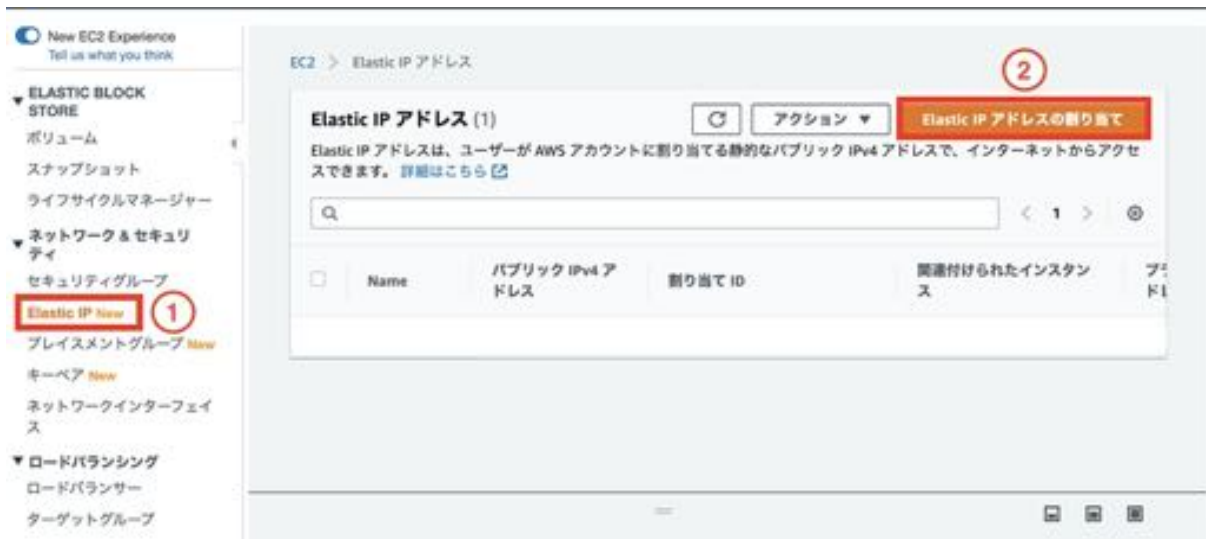 New EC2 Experience
Tell us what you think
ELASTIC BLOCK
STORE
ボリューム
スナップショット
ライフサイクルマネージャー
ネットワーク & セキュリ
ティ
セキュリティグループ
Elastic IP New
①
プレイスメントグループ New
キーペア New
ネットワークインターフェイ
ス
ロードバランシング
ロードバランサー
ターゲットグループ
EC2 > Elastic IP アドレス
②
Elastic IP アドレス (1)
アクション
Elastic IP アドレスの割り当て
Elastic IP アドレスは、ユーザーが AWS アカウントに割り当てる静的なパブリック IPv4 アドレスで、インターネットからアクセ
スできます。 詳細はこちら
< 1 >
Name
パブリック IPv4 ア
ドレス
割り当て ID
関連付けられたインスタン
ス
プラ
ドレ